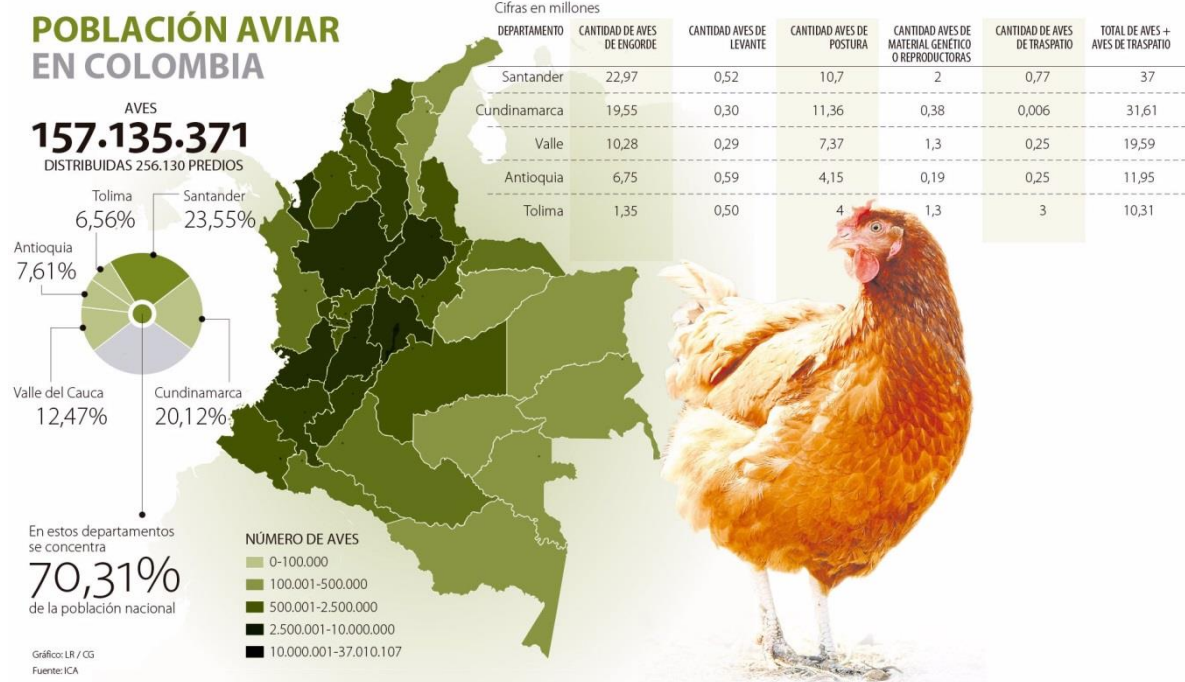 POBLACIÓN AVIAR
EN COLOMBIA
AVES
157.135.371
DISTRIBUIDAS 256.130 PREDIOS
Tolima
6,56%
Santander
23,55%
Antioquia
7,61%
Valle del Cauca
12,47%
Cundinamarca
20,12%
En estos departamentos
se concentra
70,31%
de la población nacional
Gráfico: LR / CG
Fuente: ICA
NÚMERO DE AVES
0-100.000
100.001-500.000
500.001-2.500.000
2.500.001-10.000.000
10.000.001-37.010.107
Cifras en millones
DEPARTAMENTO CANTIDAD DE AVES DE ENGORDE CANTIDAD AVES DE LEVANTE CANTIDAD AVES DE POSTURA CANTIDAD AVES DE MATERIAL GENÉTICO O REPRODUCTORAS CANTIDAD DE AVES DE TRASPATIO TOTAL DE AVES + AVES DE TRASPATIO
Santander 22,97 0,52 10,7 2 0,77 37
Cundinamarca 19,55 0,30 11,36 0,38 0,006 31,61
Valle 10,28 0,29 7,37 1,3 0,25 19,59
Antioquia 6,75 0,59 4,15 0,19 0,25 11,95
Tolima 1,35 0,50 4 1,3 3 10,31